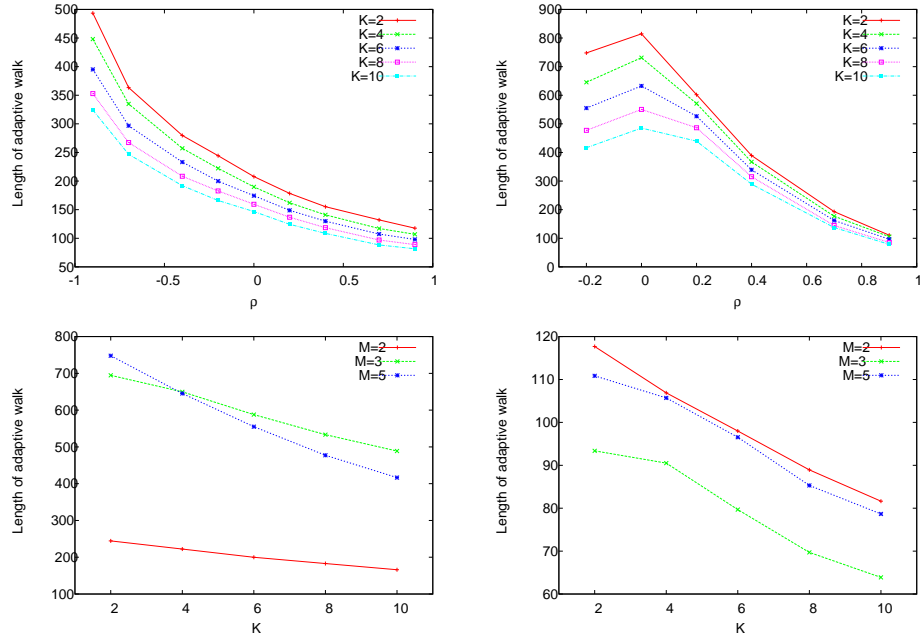 Length of adaptive walk
500
450
400
350
300
250
200
150
100
50
-1
-0.5
0
0.5
1
ρ
K=2
K=4
K=6
K=8
K=10
Length of adaptive walk
900
800
700
600
500
400
300
200
100
0
-0.2
0
0.2
0.4
0.6
0.8
1
ρ
K=2
K=4
K=6
K=8
K=10
Length of adaptive walk
800
700
600
500
400
300
200
100
2
4
6
8
10
K
M=2
M=3
M=5
Length of adaptive walk
120
110
100
90
80
70
60
2
4
6
8
10
K
M=2
M=3
M=5